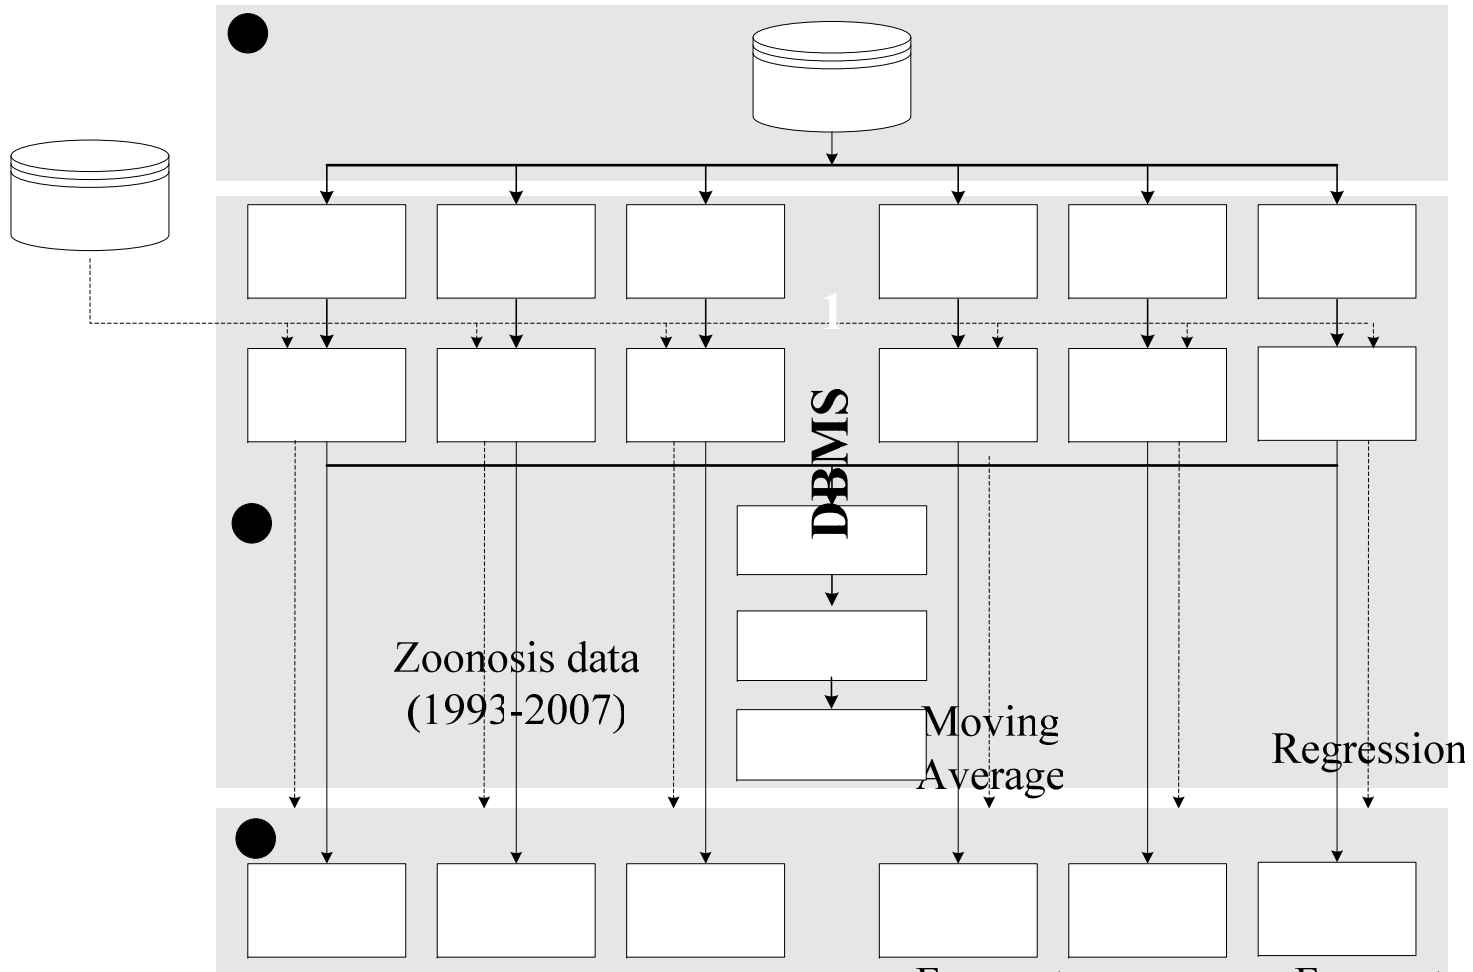 1
DBMS
Zoonosis data
(1993-2007)
Moving
Average
Regression